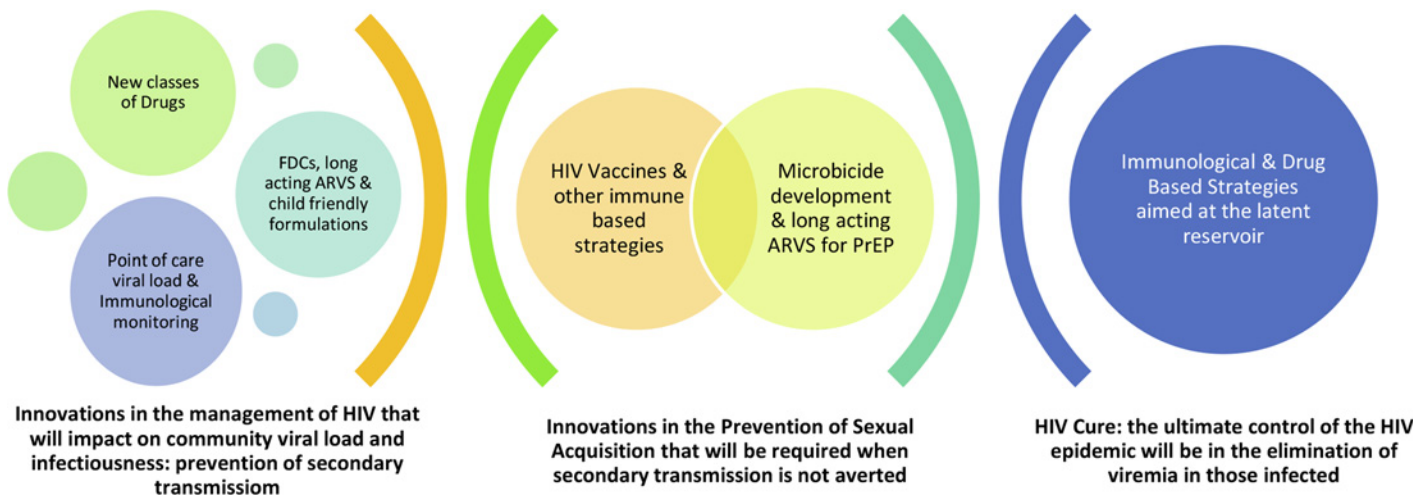 New classes
of Drugs
FDCs, long
acting ARVS &
child friendly
formulations
Point of care
viral load &
Immunological
monitoring
Innovations in the management of HIV that
will impact on community viral load and
infectiousness: prevention of secondary
transmissiom
HIV Vaccines &
other immune
based
strategies
Microbicide
development
& long acting
ARVS for PrEP
Innovations in the Prevention of Sexual
Acquisition that will be required when
secondary transmission is not averted
Immunological & Drug
Based Strategies
aimed at the latent
reservoir
HIV Cure: the ultimate control of the HIV
epidemic will be in the elimination of
viremia in those infected